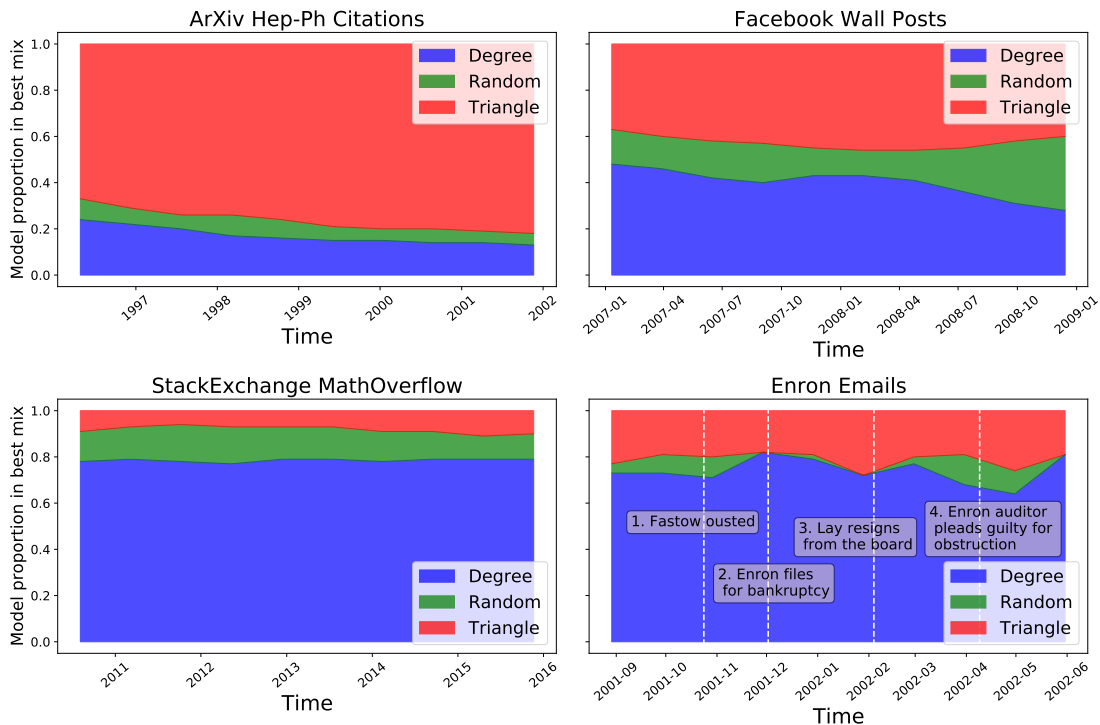 ArXiv Hep-Ph Citations
Model proportion in best mix
1.0
0.8
0.6
0.4
0.2
0.0
Degree
Random
Triangle
1997
1998
1999
2000
2001
2002
Time
Facebook Wall Posts
Degree
Random
Triangle
2007-01
2007-04
2007-07
2007-10
2008-01
2008-04
2008-07
2008-10
2009-01
Time
StackExchange MathOverflow
Model proportion in best mix
1.0
0.8
0.6
0.4
0.2
0.0
Degree
Random
Triangle
2011
2012
2013
2014
2015
2016
Time
Enron Emails
1. Fastow ousted
2. Enron files
for bankruptcy
3. Lay resigns
from the board
4. Enron auditor
pleads guilty for
obstruction
Degree
Random
Triangle
2001-09
2001-10
2001-11
2001-12
2002-01
2002-02
2002-03
2002-04
2002-05
2002-06
Time